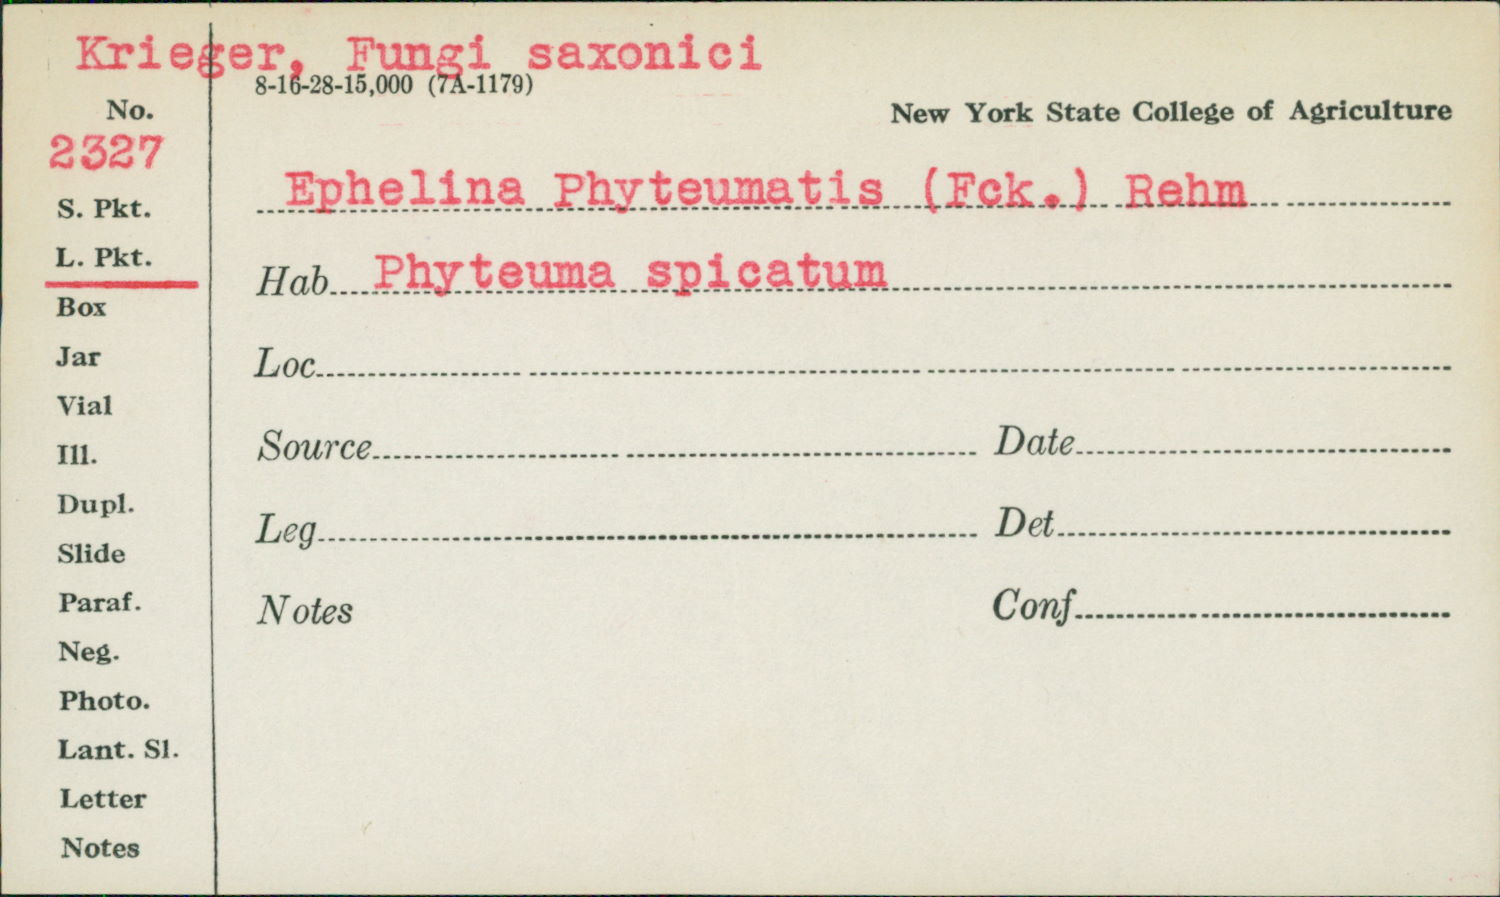 Krieger, Fungi saxonici
8-16-28-15,000 (7A-1179)
No.
New York State College of Agriculture
2327
Ephelina Phyteumatis (Fck.) Rehm
S. Pkt.
L. Pkt.
Hab. Phyteuma spicatum
Box
Jar
Loc.
Vial
Ill.
Source
Date
Dupl.
Leg.
Det.
Slide
Paraf.
Notes
Conf.
Neg.
Photo.
Lant. Sl.
Letter
Notes